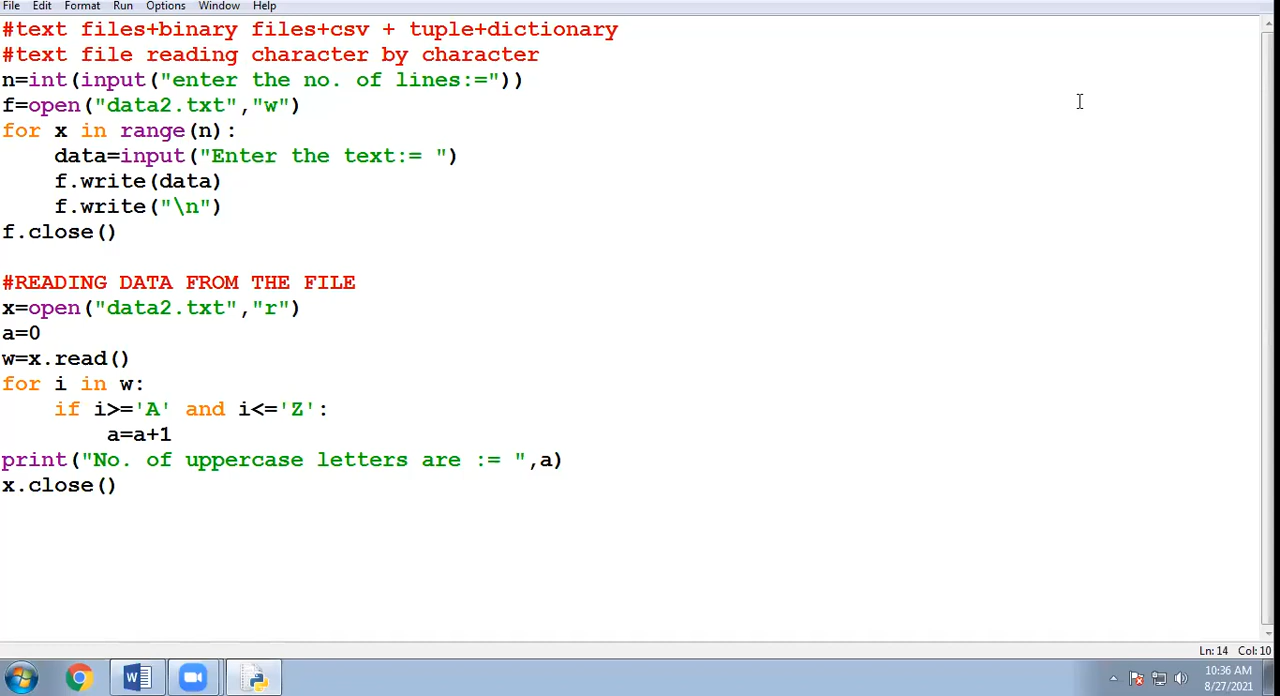 File Edit Format Run Options Window Help
#text files+binary files+csv + tuple+dictionary
#text file reading character by character
n=int(input("enter the no. of lines:="))
f=open("data2.txt","w")
for x in range(n):
    data=input("Enter the text:= ")
    f.write(data)
    f.write("\n")
f.close()
#READING DATA FROM THE FILE
x=open("data2.txt","r")
a=0
w=x.read()
for i in w:
    if i>='A' and i<='Z':
        a=a+1
print("No. of uppercase letters are := ",a)
x.close()
Ln: 14 Col: 10
W
10:36 AM
8/27/2021